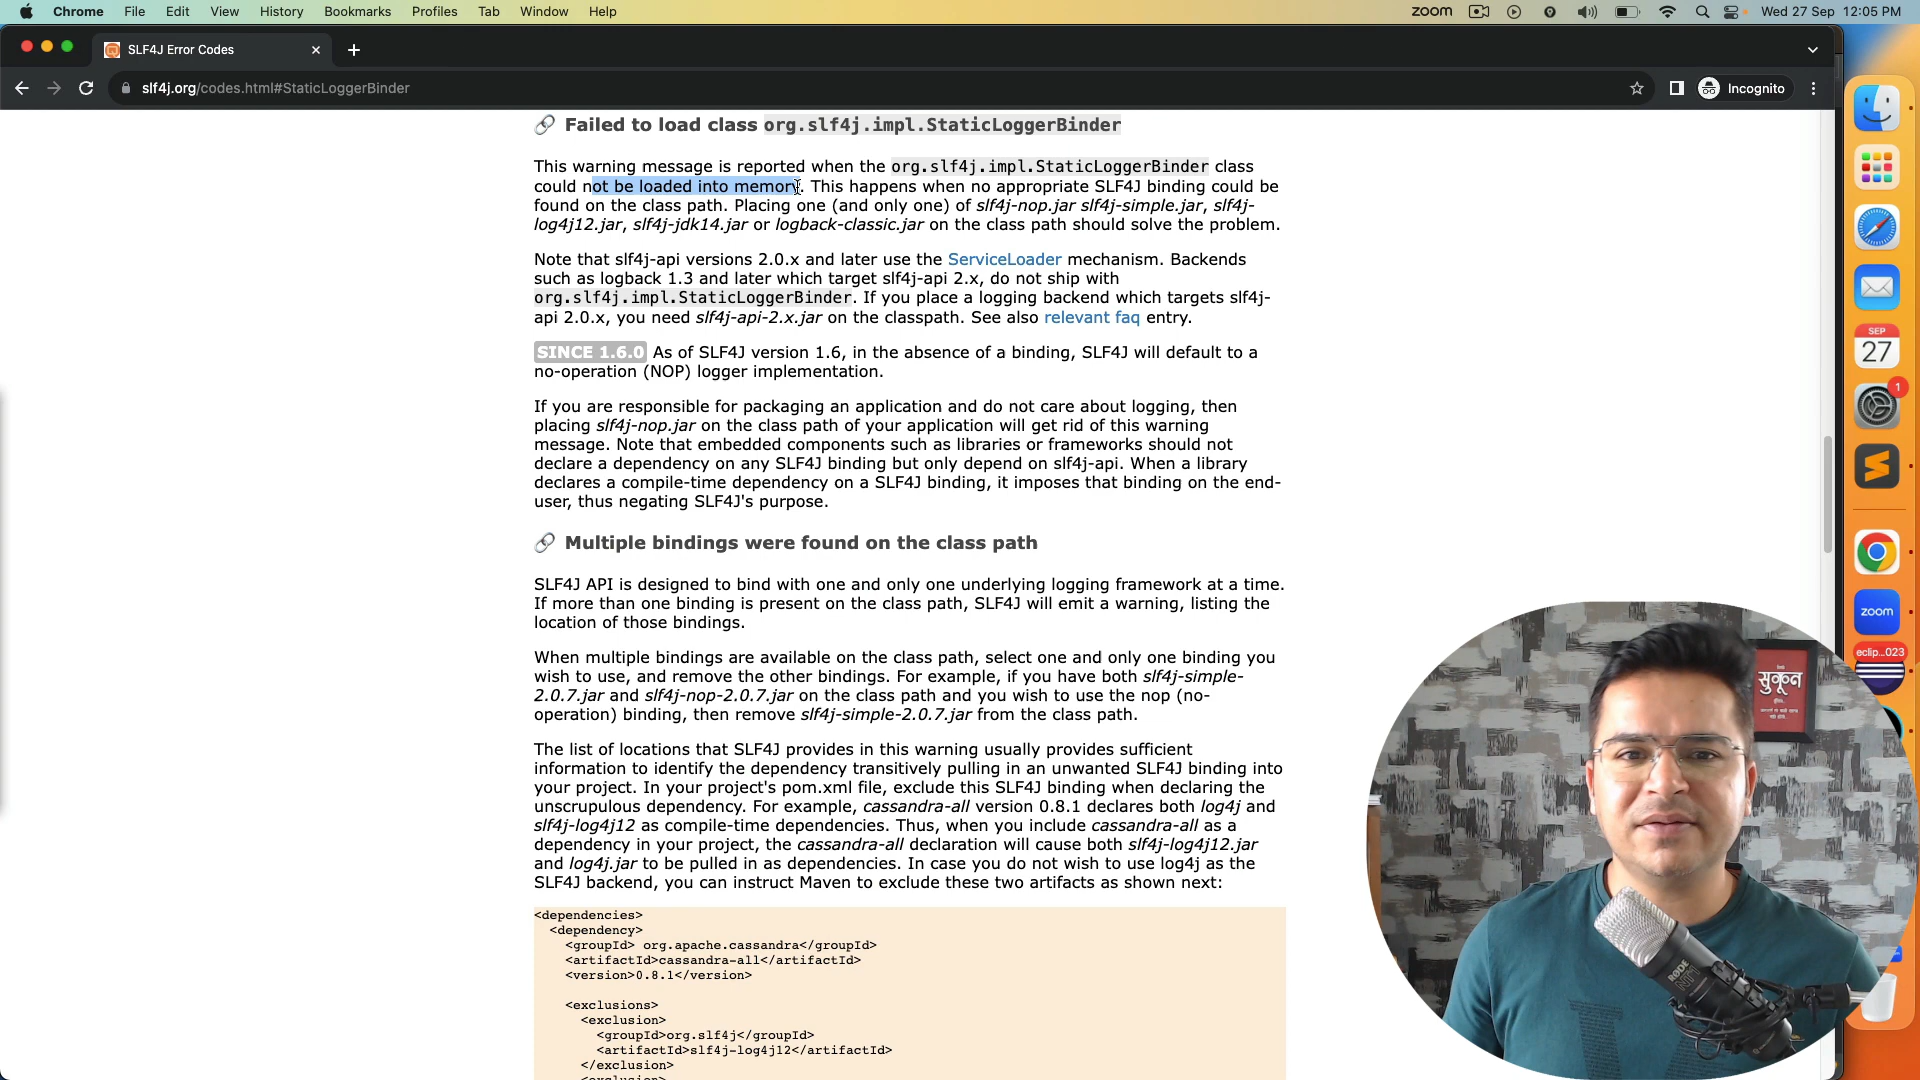 Chrome File Edit View History Bookmarks Profiles Tab Window Help zoom Wed 27 Sep 12:05 PM
SLF4J Error Codes
slf4j.org/codes.html#StaticLoggerBinder Incognito
Failed to load class org.slf4j.impl.StaticLoggerBinder
This warning message is reported when the org.slf4j.impl.StaticLoggerBinder class
could not be loaded into memory. This happens when no appropriate SLF4J binding could be
found on the class path. Placing one (and only one) of slf4j-nop.jar slf4j-simple.jar, slf4j-
log4j12.jar, slf4j-jdk14.jar or logback-classic.jar on the class path should solve the problem.
Note that slf4j-api versions 2.0.x and later use the ServiceLoader mechanism. Backends
such as logback 1.3 and later which target slf4j-api 2.x, do not ship with
org.slf4j.impl.StaticLoggerBinder. If you place a logging backend which targets slf4j-
api 2.0.x, you need slf4j-api-2.x.jar on the classpath. See also relevant faq entry.
SINCE 1.6.0 As of SLF4J version 1.6, in the absence of a binding, SLF4J will default to a
no-operation (NOP) logger implementation.
If you are responsible for packaging an application and do not care about logging, then
placing slf4j-nop.jar on the class path of your application will get rid of this warning
message. Note that embedded components such as libraries or frameworks should not
declare a dependency on any SLF4J binding but only depend on slf4j-api. When a library
declares a compile-time dependency on a SLF4J binding, it imposes that binding on the end-
user, thus negating SLF4J's purpose.
Multiple bindings were found on the class path
SLF4J API is designed to bind with one and only one underlying logging framework at a time.
If more than one binding is present on the class path, SLF4J will emit a warning, listing the
location of those bindings.
When multiple bindings are available on the class path, select one and only one binding you
wish to use, and remove the other bindings. For example, if you have both slf4j-simple-
2.0.7.jar and slf4j-nop-2.0.7.jar on the class path and you wish to use the nop (no-
operation) binding, then remove slf4j-simple-2.0.7.jar from the class path.
The list of locations that SLF4J provides in this warning usually provides sufficient
information to identify the dependency transitively pulling in an unwanted SLF4J binding into
your project. In your project's pom.xml file, exclude this SLF4J binding when declaring the
unscrupulous dependency. For example, cassandra-all version 0.8.1 declares both log4j and
slf4j-log4j12 as compile-time dependencies. Thus, when you include cassandra-all as a
dependency in your project, the cassandra-all declaration will cause both slf4j-log4j12.jar
and log4j.jar to be pulled in as dependencies. In case you do not wish to use log4j as the
SLF4J backend, you can instruct Maven to exclude these two artifacts as shown next:
<dependencies>
<dependency>
<groupId> org.apache.cassandra</groupId>
<artifactId>cassandra-all</artifactId>
<version>0.8.1</version>
<exclusions>
<exclusion>
<groupId>org.slf4j</groupId>
<artifactId>slf4j-log4j12</artifactId>
</exclusion>
SEP
27
1
zoom
eclip...023
सुकून
RØDE
NT1